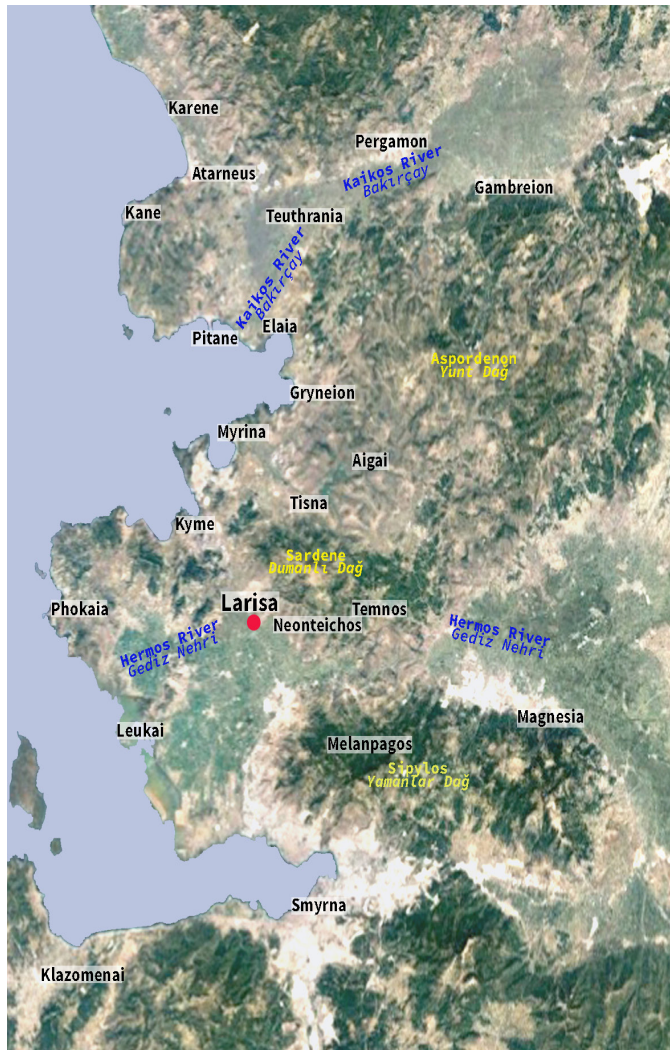 Karene
Pergamon
Kaikos River
Bakırçay
Atarneus
Gambreion
Kane
Teuthrania
Kaikos River
Bakırçay
Elaia
Pitane
Aspordenon
Yunt Dağ
Gryneion
Myrina
Aigai
Tisna
Kyme
Sardene
Dumanlı Dağ
Larisa
Phokaia
Temnos
Neonteichos
Hermos River
Gediz Nehri
Hermos River
Gediz Nehri
Magnesia
Leukai
Melanpagos
Sipylos
Yamanlar Dağ
Smyrna
Klazomenai